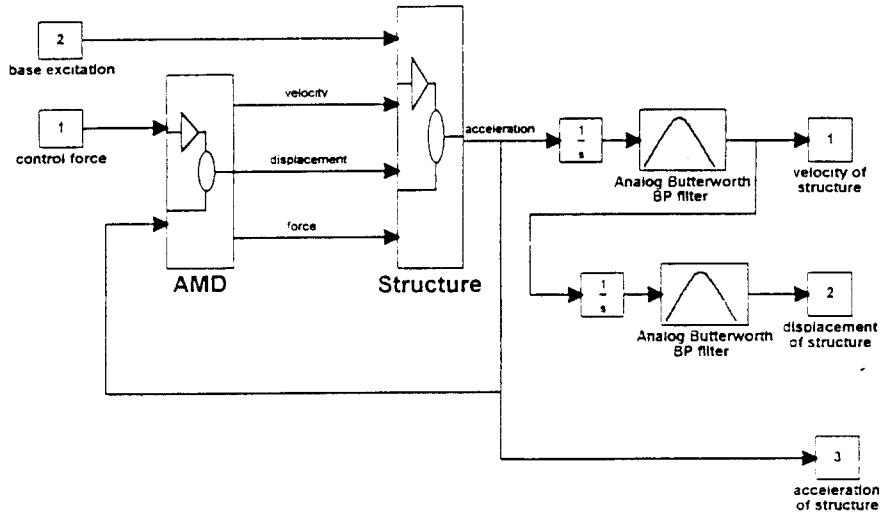 2
base excitation
1
control force
velocity
displacement
force
AMD
Structure
acceleration
1
s
Analog Butterworth
BP filter
1
velocity of
structure
1
s
Analog Butterworth
BP filter
2
displacement
of structure
3
acceleration
of structure